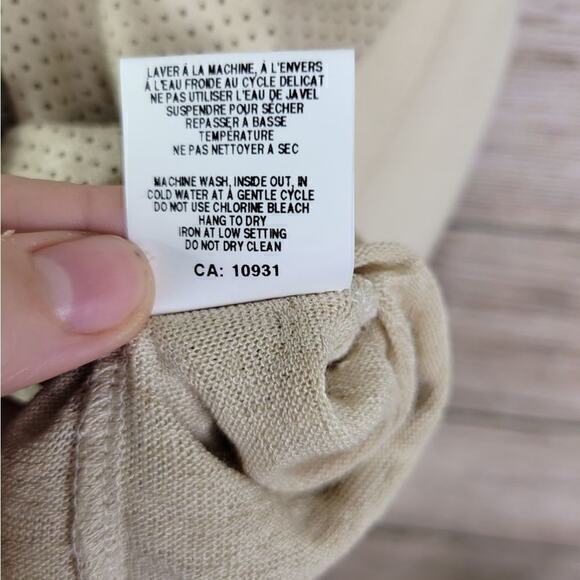 LAVER À LA MACHINE, À L'ENVERS
À L'EAU FROIDE AU CYCLE DELICAT
NE PAS UTILISER L'EAU DE JAVEL
SUSPENDRE POUR SÉCHER
REPASSER A BASSE
TEMPÉRATURE
NE PAS NETTOYER A SEC
MACHINE WASH, INSIDE OUT, IN
COLD WATER AT A GENTLE CYCLE
DO NOT USE CHLORINE BLEACH
HANG TO DRY
IRON AT LOW SETTING
DO NOT DRY CLEAN
CA: 10931